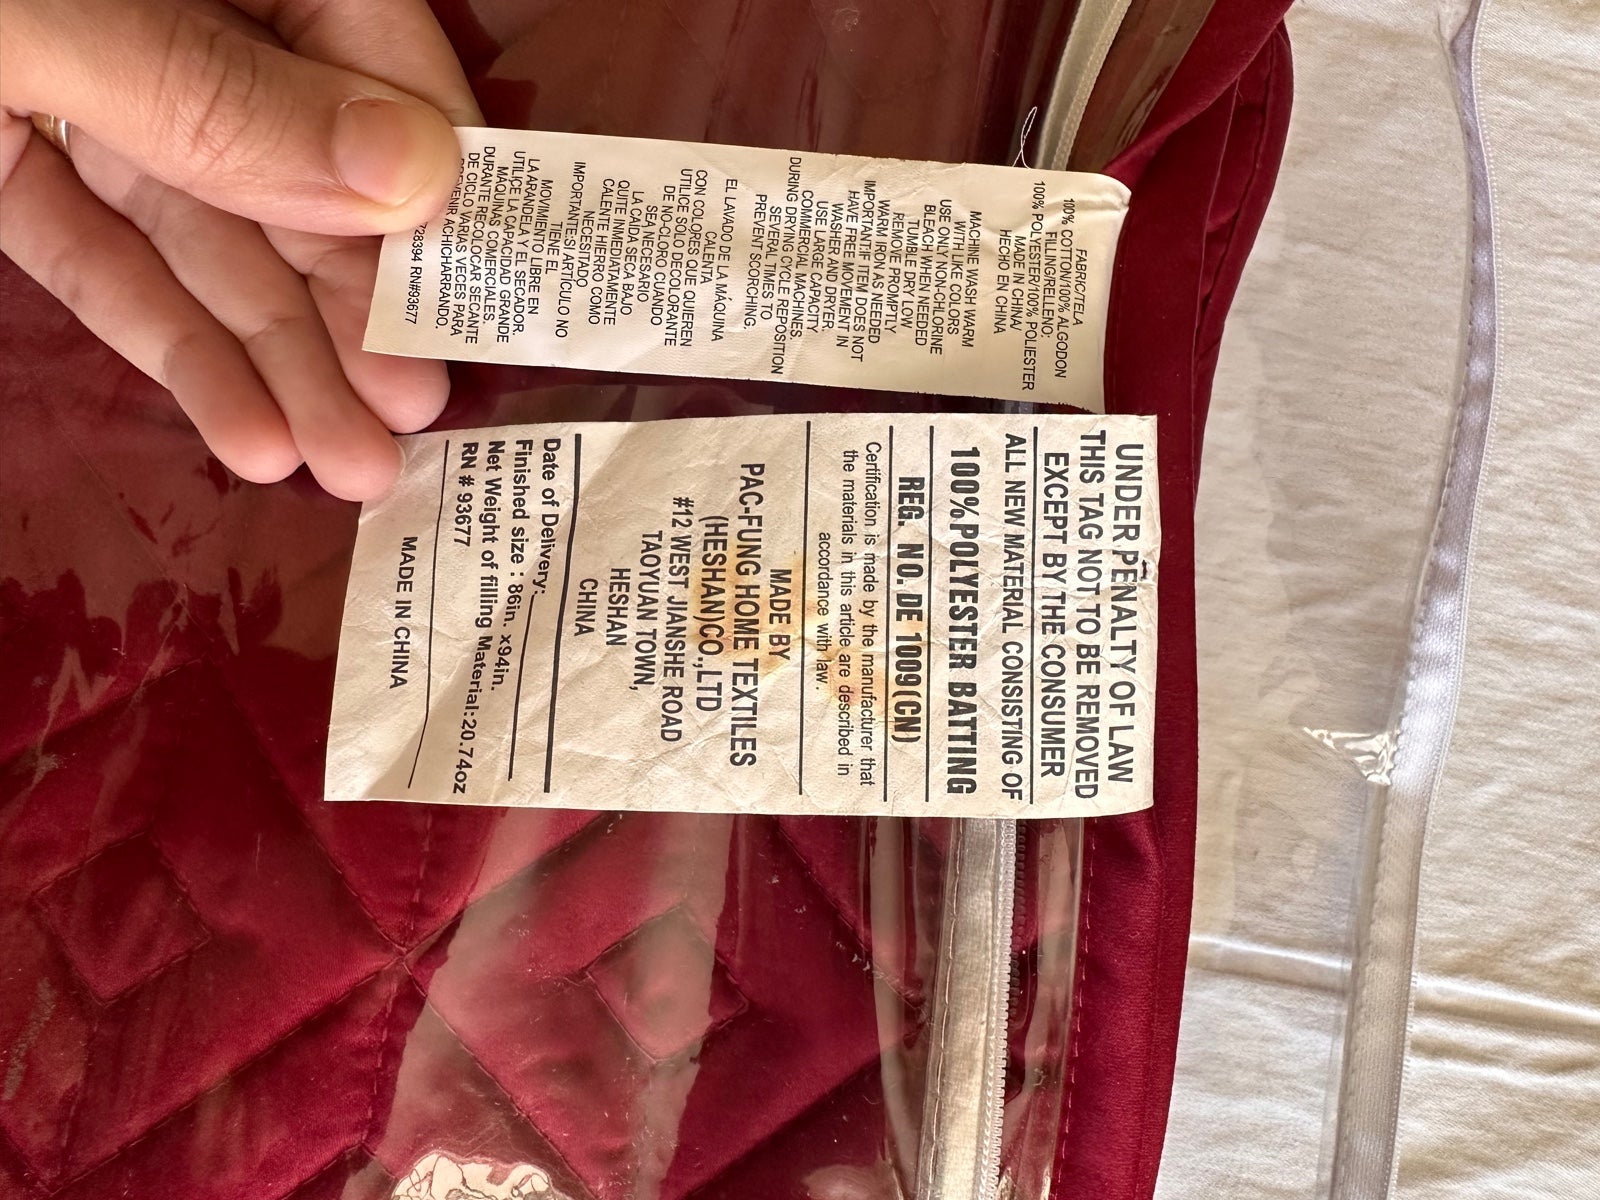 FABRIC/TELA
100% COTTON/100% ALGODON
FILLING/RELLENO:
100% POLYESTER/100% POLIESTER
MADE IN CHINA/
HECHO EN CHINA
MACHINE WASH WARM
WITH LIKE COLORS
USE ONLY NON-CHLORINE
BLEACH WHEN NEEDED
TUMBLE DRY LOW
REMOVE PROMPTLY
WARM IRON AS NEEDED
IMPORTANT:IF ITEM DOES NOT
HAVE FREE MOVEMENT IN
WASHER AND DRYER.
USE LARGE CAPACITY
COMMERCIAL MACHINES.
DURING DRYING CYCLE REPOSITION
SEVERAL TIMES TO
PREVENT SCORCHING.
EL LAVADO DE LA MÁQUINA
CALENTA
CON COLORES QUE QUIEREN
UTILICE SOLO DECOLORANTE
DE NO-CLORO CUANDO
SEA NECESARIO
LA CAIDA SECA BAJO
QUITE INMEDIATAMENTE
CALIENTE HIERRO COMO
NECESITADO
IMPORTANTE:SI ARTÍCULO NO
TIENE EL
MOVIMIENTO LIBRE EN
LA ARANDELA Y EL SECADOR.
UTILICE LA CAPACIDAD GRANDE
MÁQUINAS COMERCIALES.
DURANTE RECOLOCAR SECANTE
DE CICLO VARIAS VECES PARA
PREVENIR ACHICHARRANDO.
728394 RN#93677
UNDER PENALTY OF LAW
THIS TAG NOT TO BE REMOVED
EXCEPT BY THE CONSUMER
ALL NEW MATERIAL CONSISTING OF
100%POLYESTER BATTING
REG. NO. DE 1009(CN)
Certification is made by the manufacturer that
the materials in this article are described in
accordance with law.
MADE BY
PAC-FUNG HOME TEXTILES
(HESHAN)CO.,LTD
#12 WEST JIANSHE ROAD
TAOYUAN TOWN,
HESHAN
CHINA
Date of Delivery:
Finished size : 86in. x94in.
Net Weight of filling Material:20.74oz
RN # 93677
MADE IN CHINA